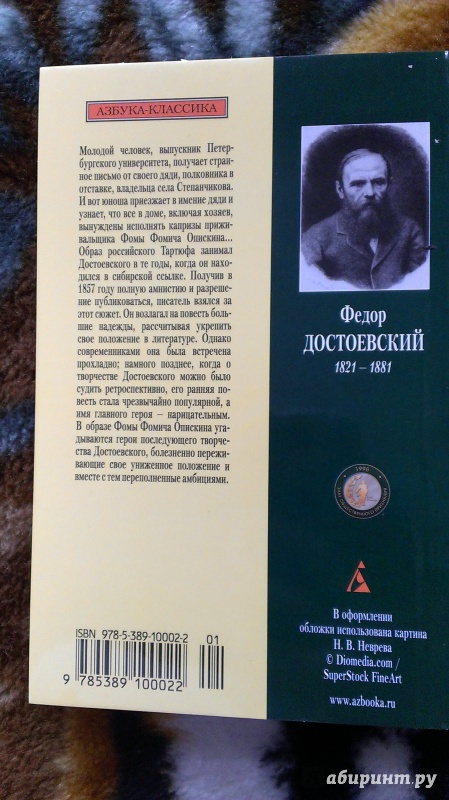 АЗБУКА-КЛАССИКА
Молодой человек, выпускник Петер-
бургского университета, получает стран-
ное письмо от своего дяди, полковника в
отставке, владельца села Степанчикова.
И вот юноша приезжает в имение дяди и
узнает, что все в доме, включая хозяев,
вынуждены исполнять капризы прижи-
вальщика Фомы Фомича Опискина...
Образ российского Тартюфа занимал
Достоевского в те годы, когда он на-
ходился в сибирской ссылке. Получив в
1857 году полную амнистию и разреше-
ние публиковаться, писатель взялся за
этот сюжет. Он возлагал на повесть боль-
шие надежды, рассчитывая укрепить
свое положение в литературе. Однако
современниками она была встречена
прохладно; намного позднее, когда о
творчестве Достоевского можно было
судить ретроспективно, его ранняя по-
весть стала чрезвычайно популярной, а
имя главного героя – нарицательным.
В образе Фомы Фомича Опискина уга-
дываются герои последующего творче-
ства Достоевского, болезненно пережи-
вающие свое униженное положение и
вместе с тем переполненные амбициями.
ISBN 978-5-389-10002-2
01
9 785389 100022
Федор
ДОСТОЕВСКИЙ
1821 – 1881
1996
В оформлении
обложки использована картина
Н. В. Неврева
© Diomedia.com /
SuperStock FineArt
www.azbooka.ru
абиринт.ру